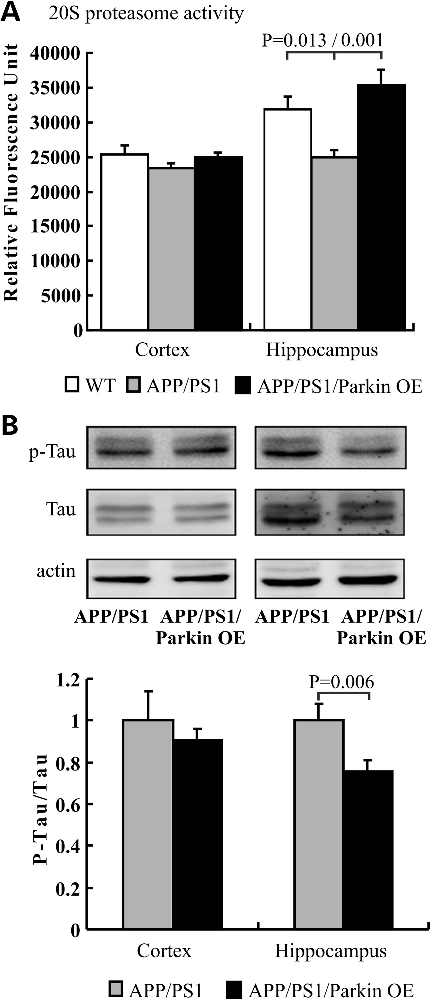 A
20S proteasome activity
P=0.013 / 0.001
Relative Fluorescence Unit
40000
35000
30000
25000
20000
15000
10000
5000
0
Cortex Hippocampus
WT APP/PS1 APP/PS1/Parkin OE
B
p-Tau
Tau
actin
APP/PS1 APP/PS1/ APP/PS1 APP/PS1/
Parkin OE Parkin OE
P=0.006
P-Tau/Tau
1.2
1
0.8
0.6
0.4
0.2
0
Cortex Hippocampus
APP/PS1 APP/PS1/Parkin OE